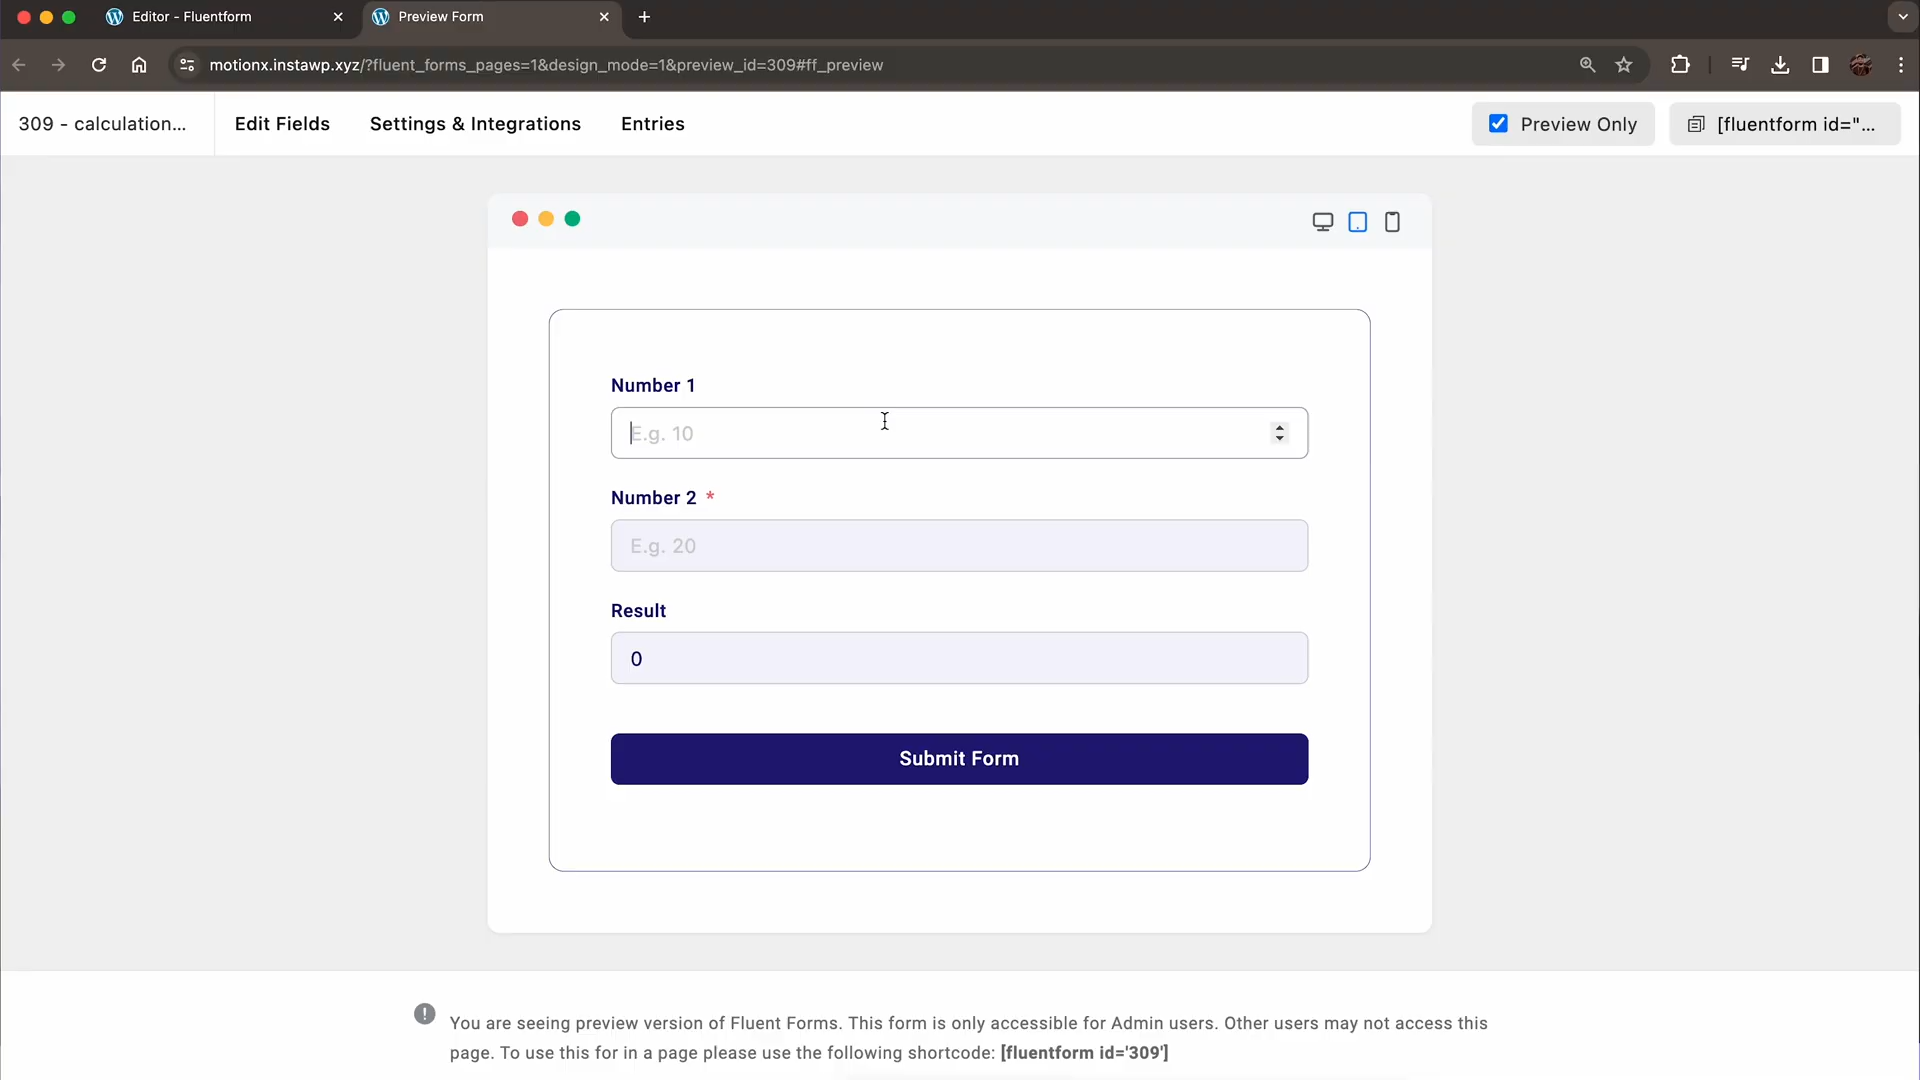 Editor - Fluentform
Preview Form
motionx.instawp.xyz/?fluent_forms_pages=1&design_mode=1&preview_id=309#ff_preview
309 - calculation...
Edit Fields
Settings & Integrations
Entries
Preview Only
[fluentform id="...
Number 1
E.g. 10
Number 2 *
E.g. 20
Result
0
Submit Form
You are seeing preview version of Fluent Forms. This form is only accessible for Admin users. Other users may not access this
page. To use this for in a page please use the following shortcode: [fluentform id='309']